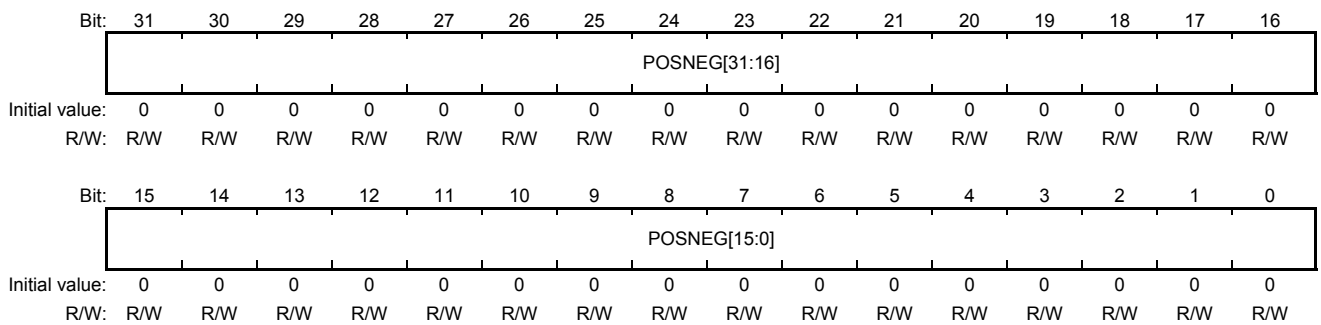 Bit: 31 30 29 28 27 26 25 24 23 22 21 20 19 18 17 16
POSNEG[31:16]
Initial value: 0 0 0 0 0 0 0 0 0 0 0 0 0 0 0 0
R/W: R/W R/W R/W R/W R/W R/W R/W R/W R/W R/W R/W R/W R/W R/W R/W R/W
Bit: 15 14 13 12 11 10 9 8 7 6 5 4 3 2 1 0
POSNEG[15:0]
Initial value: 0 0 0 0 0 0 0 0 0 0 0 0 0 0 0 0
R/W: R/W R/W R/W R/W R/W R/W R/W R/W R/W R/W R/W R/W R/W R/W R/W R/W